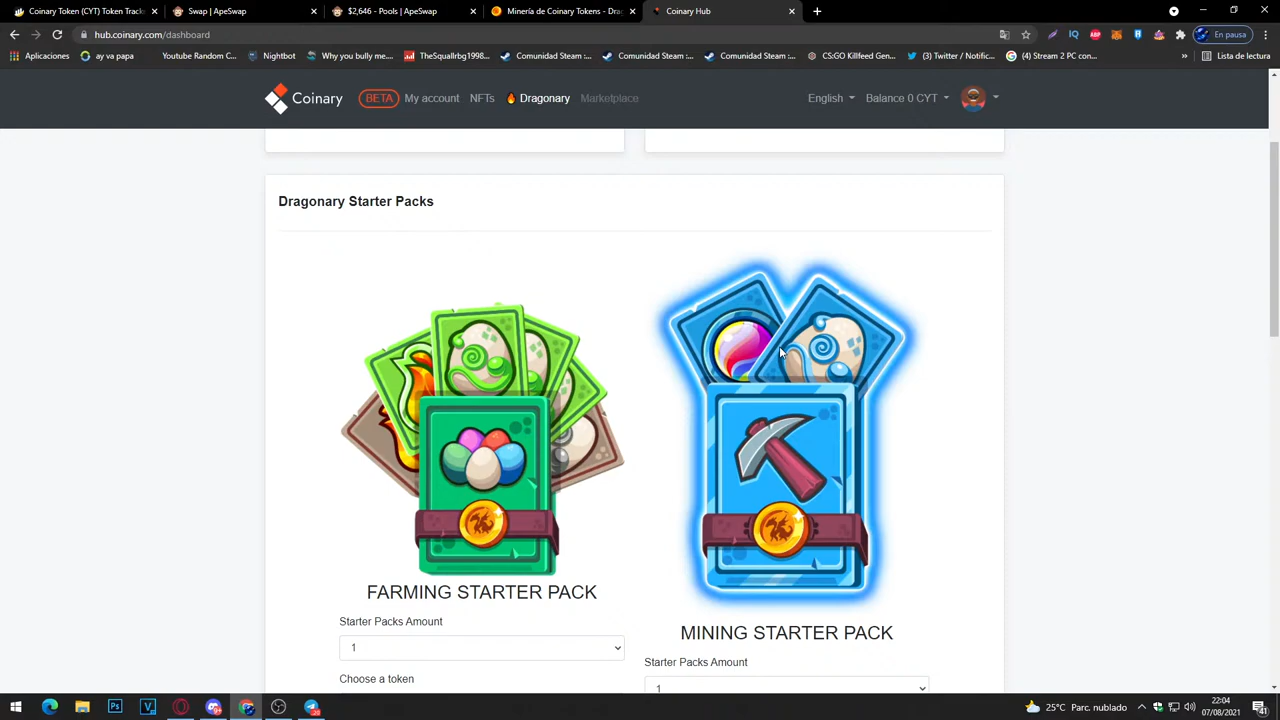 Coinary Token (CYT) Token Track
Swap | ApeSwap
$2,646 - Pools | ApeSwap
Minería de Coinary Tokens - Drag
Coinary Hub
hub.coinary.com/dashboard
En pausa
Aplicaciones
ay va papa
Youtube Random C...
Nightbot
Why you bully me....
TheSquallrbg1998...
Comunidad Steam :...
Comunidad Steam :...
Comunidad Steam :...
CS:GO Killfeed Gen...
(3) Twitter / Notific...
(4) Stream 2 PC con...
Lista de lectura
Coinary
BETA
My account
NFTs
Dragonary
Marketplace
English
Balance 0 CYT
Dragonary Starter Packs
FARMING STARTER PACK
Starter Packs Amount
1
Choose a token
MINING STARTER PACK
Starter Packs Amount
1
25°C Parc. nublado
22:04
07/08/2021